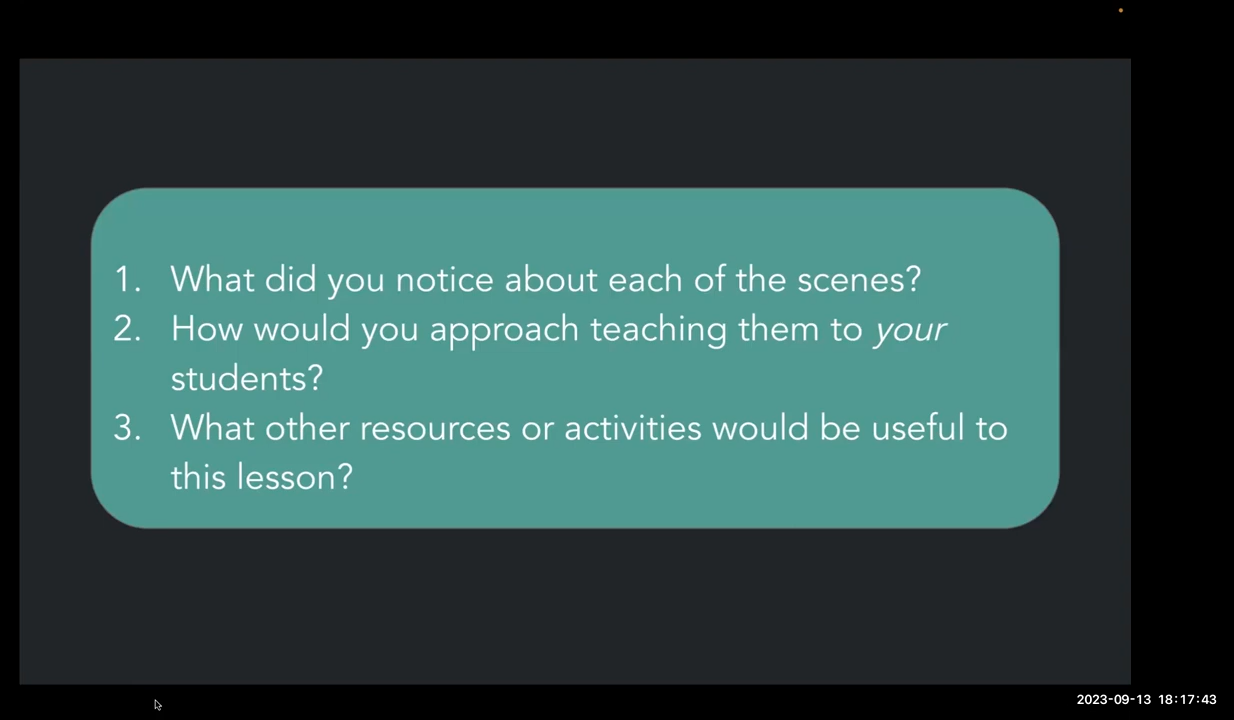 1. What did you notice about each of the scenes?
2. How would you approach teaching them to your
students?
3. What other resources or activities would be useful to
this lesson?
2023-09-13 18:17:43